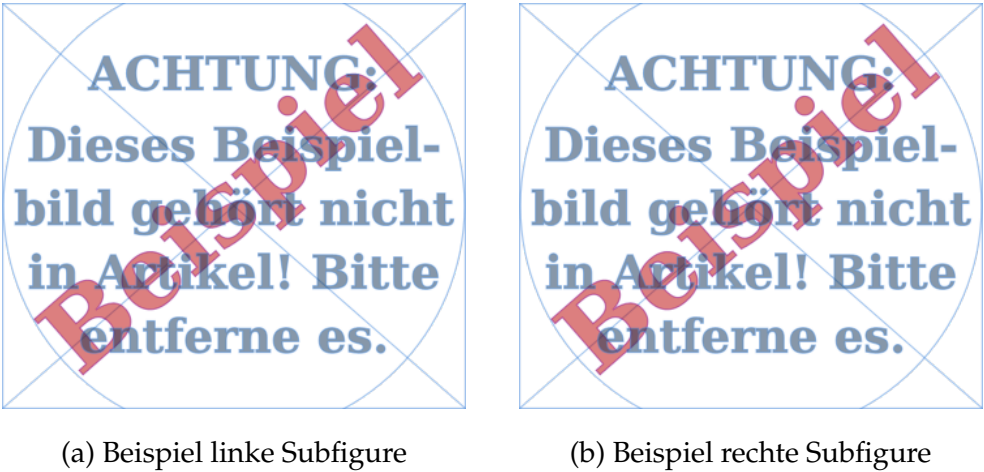 ACHTUNG:
Dieses Beispiel-
bild gehört nicht
in Artikel! Bitte
entferne es.
Beispiel
(a) Beispiel linke Subfigure
ACHTUNG:
Dieses Beispiel-
bild gehört nicht
in Artikel! Bitte
entferne es.
Beispiel
(b) Beispiel rechte Subfigure